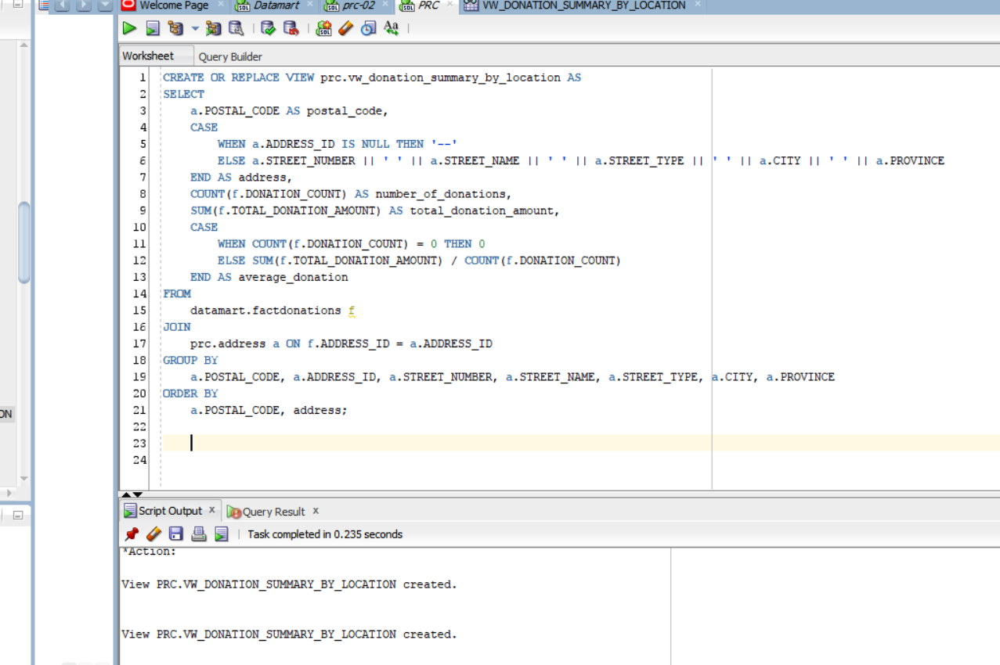 Welcome Page Datamart prc-02 PRC VW_DONATION_SUMMARY_BY_LOCATION
Worksheet Query Builder
1 CREATE OR REPLACE VIEW prc.vw_donation_summary_by_location AS
2 SELECT
3 a.POSTAL_CODE AS postal_code,
4 CASE
5 WHEN a.ADDRESS_ID IS NULL THEN '--'
6 ELSE a.STREET_NUMBER || ' ' || a.STREET_NAME || ' ' || a.STREET_TYPE || ' ' || a.CITY || ' ' || a.PROVINCE
7 END AS address,
8 COUNT(f.DONATION_COUNT) AS number_of_donations,
9 SUM(f.TOTAL_DONATION_AMOUNT) AS total_donation_amount,
10 CASE
11 WHEN COUNT(f.DONATION_COUNT) = 0 THEN 0
12 ELSE SUM(f.TOTAL_DONATION_AMOUNT) / COUNT(f.DONATION_COUNT)
13 END AS average_donation
14 FROM
15 datamart.factdonations f
16 JOIN
17 prc.address a ON f.ADDRESS_ID = a.ADDRESS_ID
18 GROUP BY
19 a.POSTAL_CODE, a.ADDRESS_ID, a.STREET_NUMBER, a.STREET_NAME, a.STREET_TYPE, a.CITY, a.PROVINCE
20 ORDER BY
21 a.POSTAL_CODE, address;
22
23
24
ON
Script Output x Query Result x
Task completed in 0.235 seconds
*Action:
View PRC.VW_DONATION_SUMMARY_BY_LOCATION created.
View PRC.VW_DONATION_SUMMARY_BY_LOCATION created.